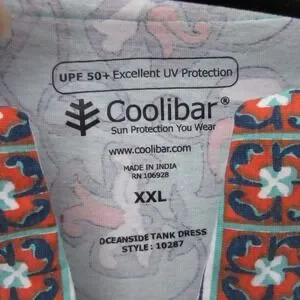 UPF 50+ Excellent UV Protection
Coolibar®
Sun Protection You Wear
www.coolibar.com
MADE IN INDIA
RN 106928
XXL
OCEANSIDE TANK DRESS
STYLE : 10287